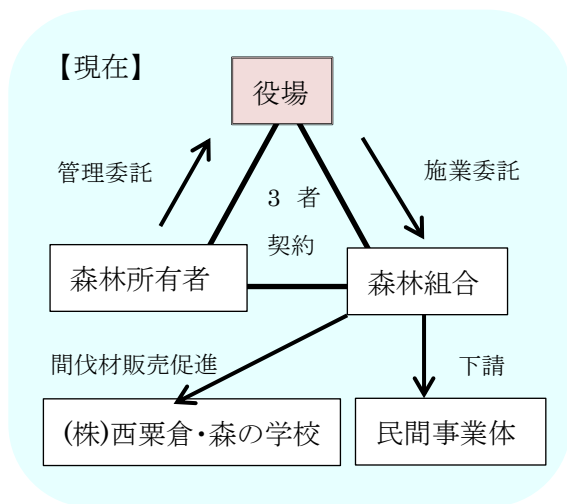 【現在】
役場
管理委託
施業委託
3 者
契約
森林所有者
森林組合
間伐材販売促進
下請
(株)西粟倉・森の学校
民間事業体